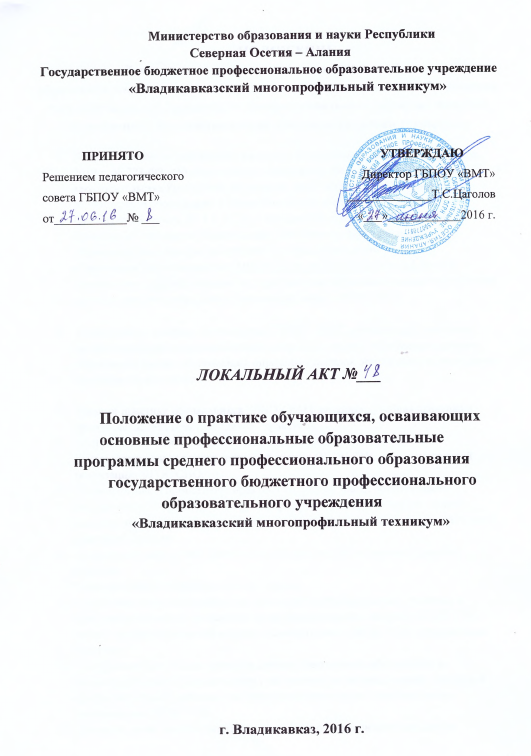 Министерство образования и науки Республики
Северная Осетия – Алания
Государственное бюджетное профессиональное образовательное учреждение
«Владикавказский многопрофильный техникум»
ПРИНЯТО
Решением педагогического
совета ГБПОУ «ВМТ»
от 27.06.16 № 8
УТВЕРЖДАЮ
Директор ГБПОУ «ВМТ»
Т.С.Цаголов
«27» июня 2016 г.
ЛОКАЛЬНЫЙ АКТ № 48
Положение о практике обучающихся, осваивающих
основные профессиональные образовательные
программы среднего профессионального образования
государственного бюджетного профессионального
образовательного учреждения
«Владикавказский многопрофильный техникум»
г. Владикавказ, 2016 г.